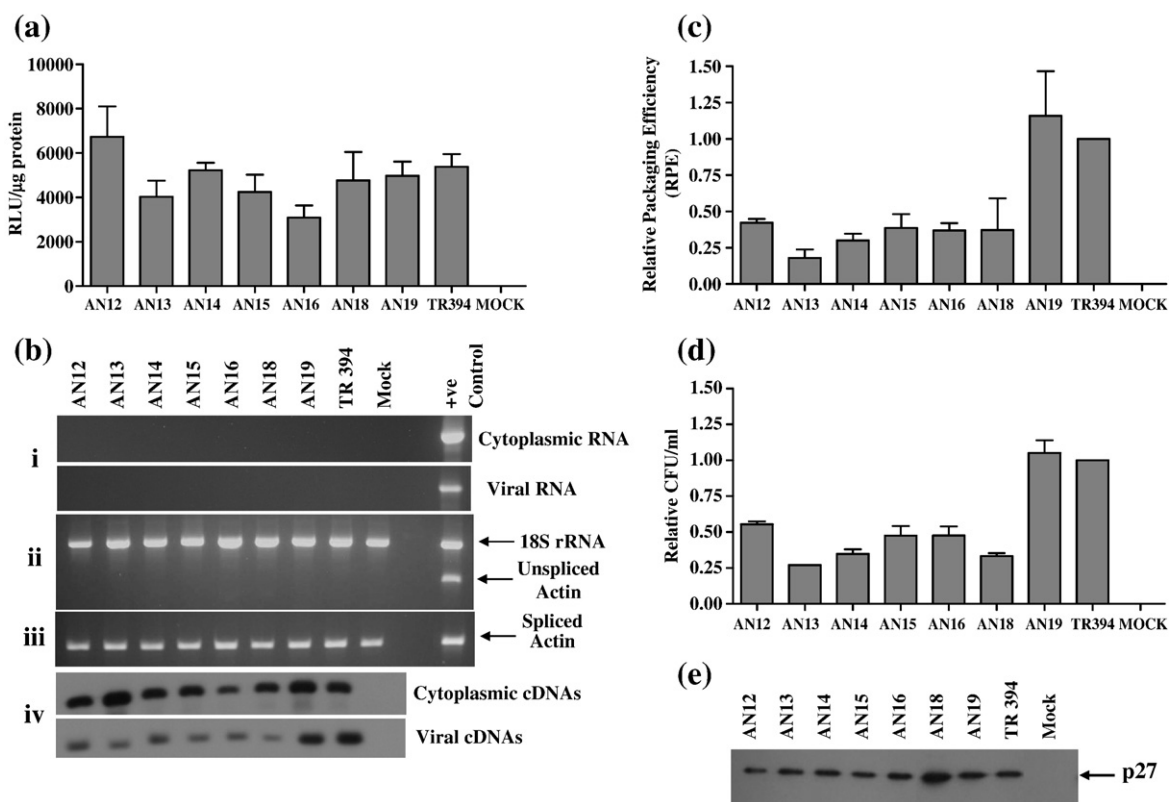 (a)
RLU/µg protein
10000
8000
6000
4000
2000
0
AN12 AN13 AN14 AN15 AN16 AN18 AN19 TR394 MOCK
(b)
AN12 AN13 AN14 AN15 AN16 AN18 AN19 TR 394 Mock +ve Control
i
Cytoplasmic RNA
Viral RNA
ii
18S rRNA
Unspliced
Actin
iii
Spliced
Actin
iv
Cytoplasmic cDNAs
Viral cDNAs
(c)
Relative Packaging Efficiency
(RPE)
1.50
1.25
1.00
0.75
0.50
0.25
0.00
AN12 AN13 AN14 AN15 AN16 AN18 AN19 TR394 MOCK
(d)
Relative CFU/ml
1.50
1.25
1.00
0.75
0.50
0.25
0.00
AN12 AN13 AN14 AN15 AN16 AN18 AN19 TR394 MOCK
(e)
AN12 AN13 AN14 AN15 AN16 AN18 AN19 TR 394 Mock
p27